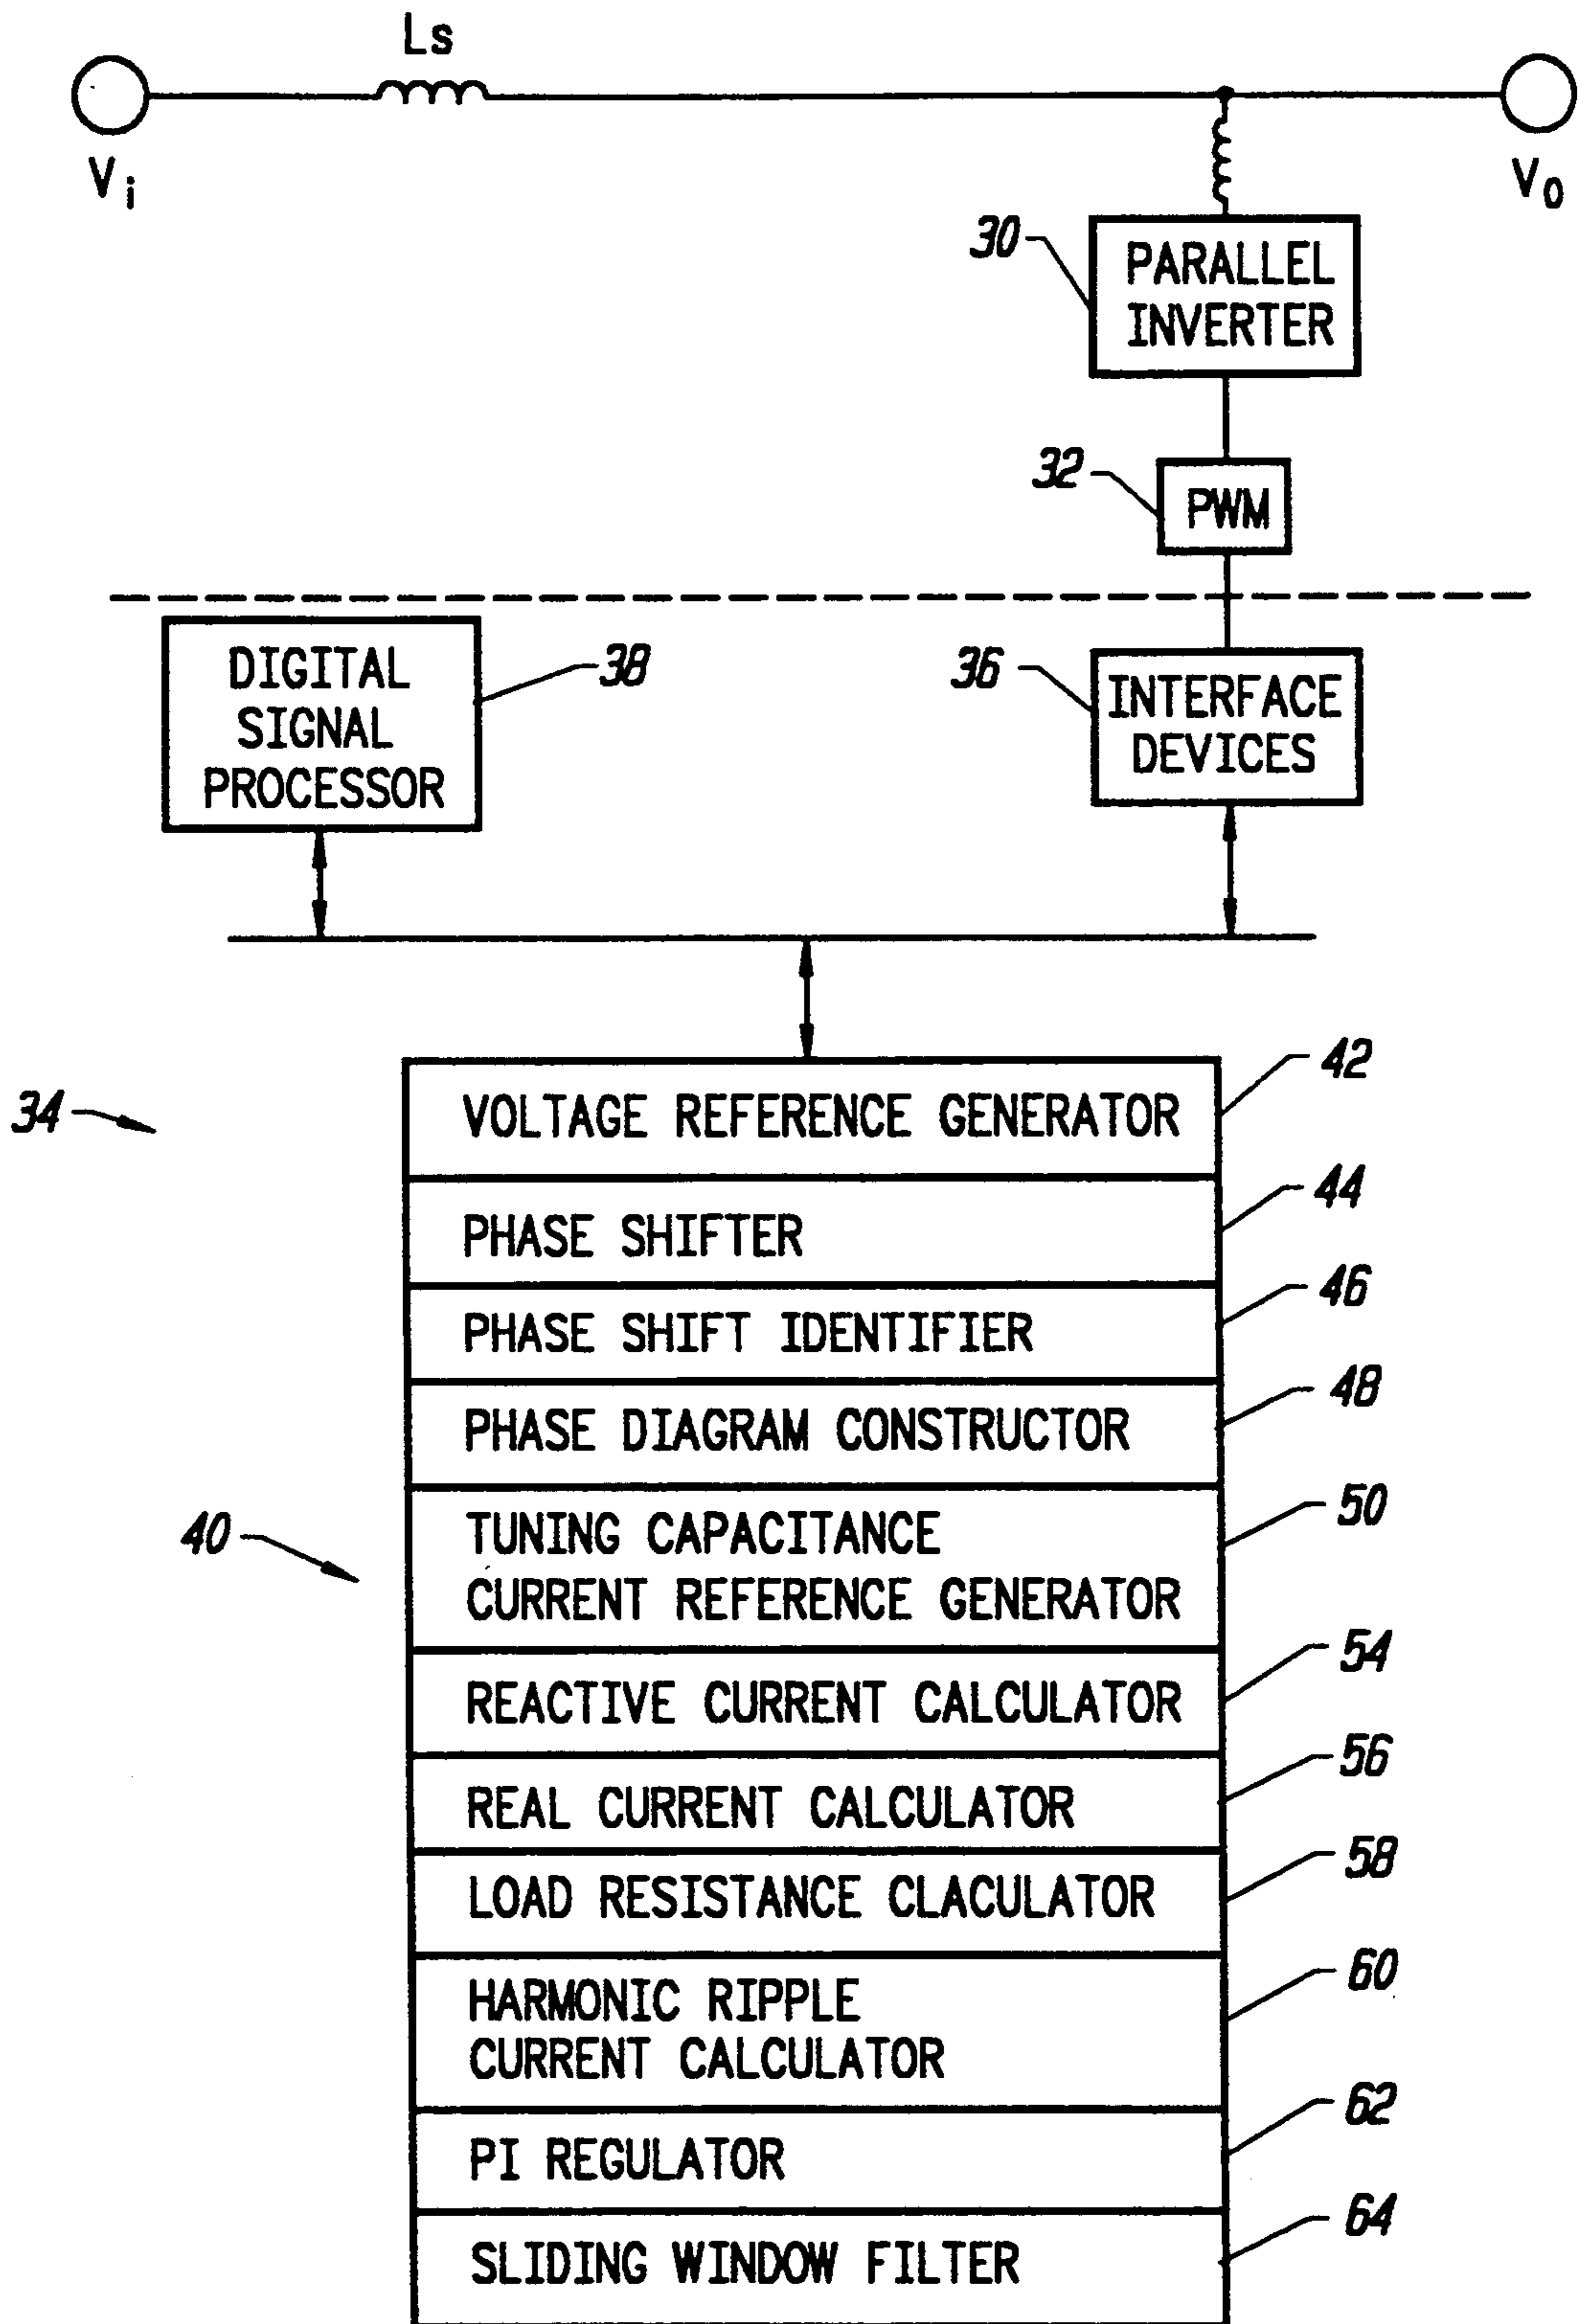 Ls
Vi
Vo
30
PARALLEL
INVERTER
32
PWM
DIGITAL
SIGNAL
PROCESSOR
38
36
INTERFACE
DEVICES
34
VOLTAGE REFERENCE GENERATOR
42
PHASE SHIFTER
44
PHASE SHIFT IDENTIFIER
46
PHASE DIAGRAM CONSTRUCTOR
48
40
TUNING CAPACITANCE
CURRENT REFERENCE GENERATOR
50
REACTIVE CURRENT CALCULATOR
54
REAL CURRENT CALCULATOR
56
LOAD RESISTANCE CLACULATOR
58
HARMONIC RIPPLE
CURRENT CALCULATOR
60
PI REGULATOR
62
SLIDING WINDOW FILTER
64